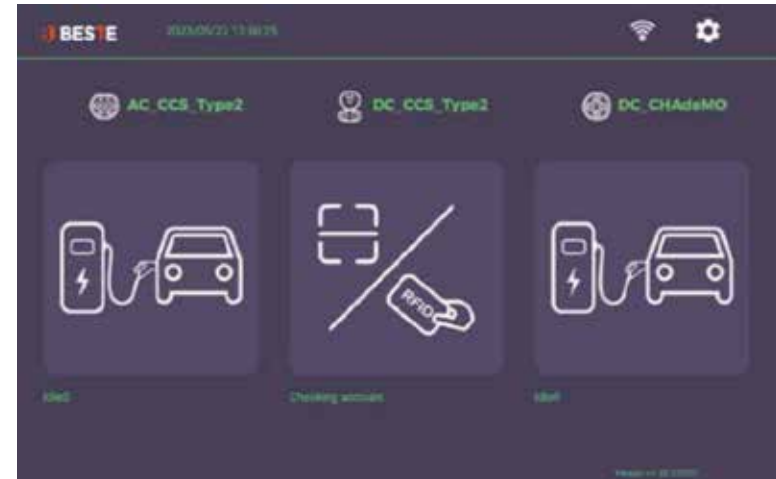 BESTE
AC_CCS_Type2
DC_CCS_Type2
DC_CHAdeMO
RFID
Checking account